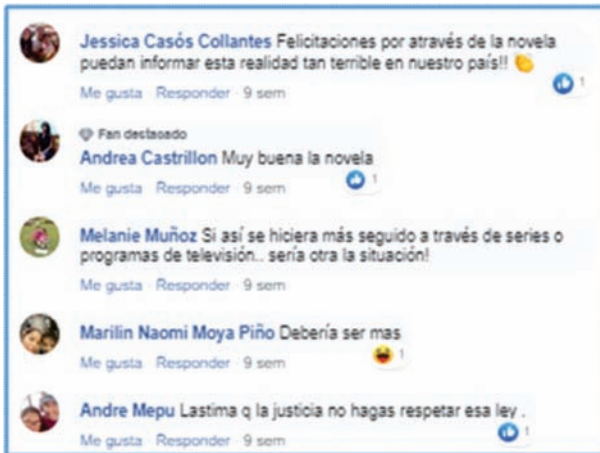 Jessica Casós Collantes Felicitaciones por através de la novela
puedan informar esta realidad tan terrible en nuestro país!! 👏
Me gusta Responder · 9 sem
1
Fan destacado
Andrea Castrillon Muy buena la novela
Me gusta Responder · 9 sem
1
Melanie Muñoz Si así se hiciera más seguido a través de series o
programas de televisión.. sería otra la situación!
Me gusta Responder · 9 sem
Marilin Naomi Moya Piño Debería ser mas
Me gusta Responder · 9 sem
1
Andre Mepu Lastima q la justicia no hagas respetar esa ley .
Me gusta Responder · 9 sem
1